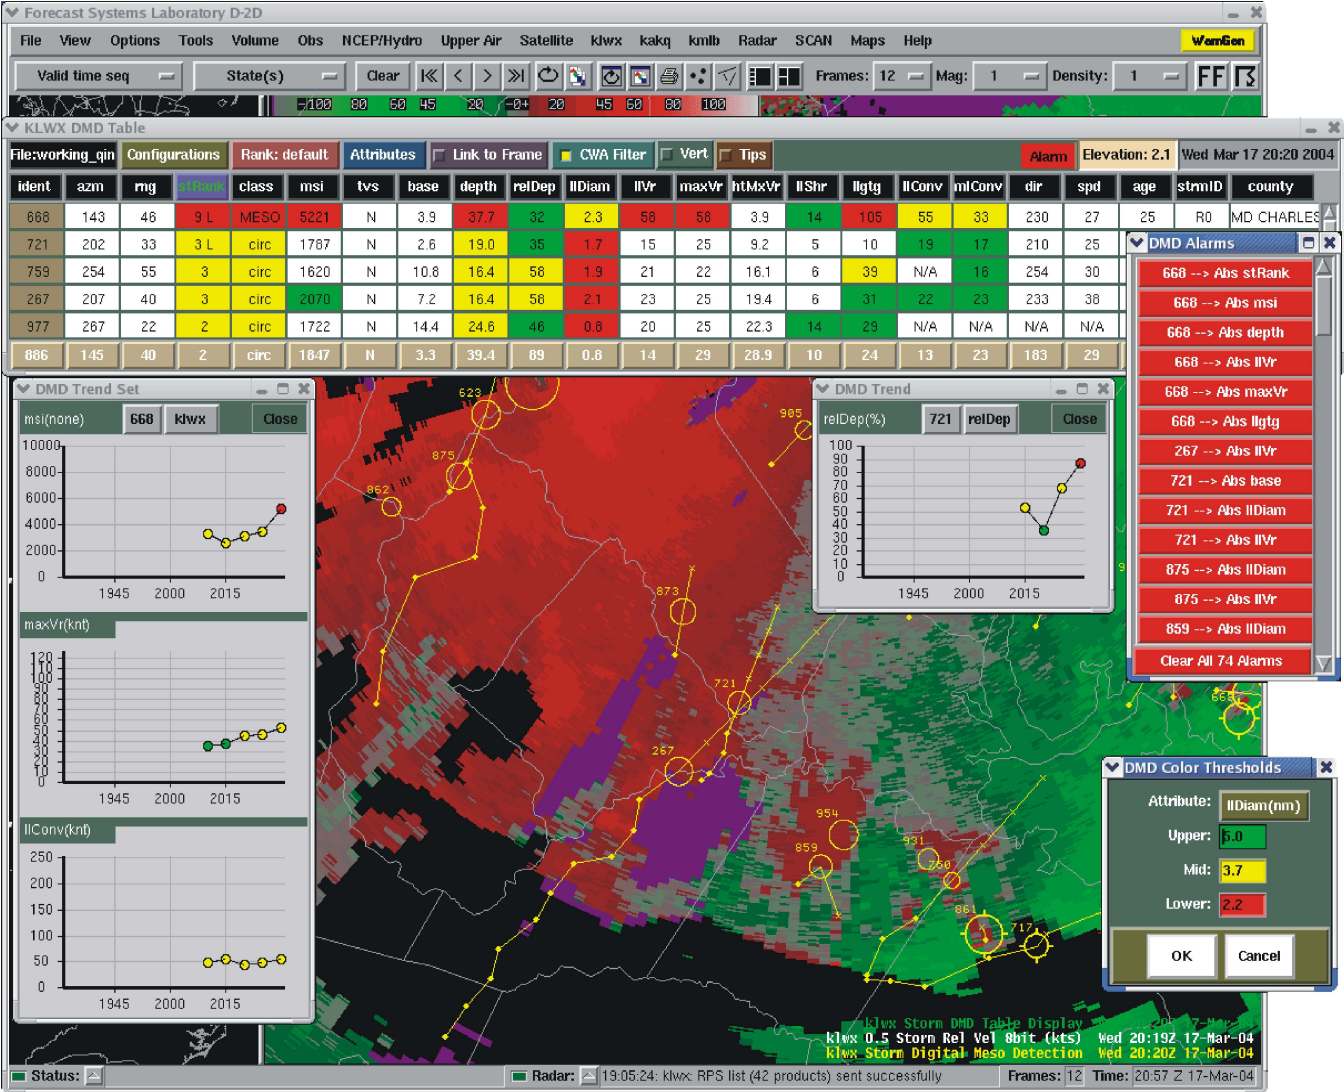 Forecast Systems Laboratory D-2D
File View Options Tools Volume Obs NCEP/Hydro Upper Air Satellite klwx kakq kmlb Radar SCAN Maps Help WarnGen
Valid time seq State(s) Clear Frames: 12 Mag: 1 Density: 1 FF
-/100 80 60 45 20 /-0+ 20 45 60 80 100
KLWX DMD Table
File:working_qin Configurations Rank: default Attributes Link to Frame CWA Filter Vert Tips Alarm Elevation: 2.1 Wed Mar 17 20:20 2004
ident azm rng stRank class msi tvs base depth relDep llDiam llVr maxVr htMxVr llShr llgtg llConv mlConv dir spd age strmID county
668 143 46 9 L MESO 5221 N 3.9 37.7 32 2.3 58 58 3.9 14 105 55 33 230 27 25 R0 MD CHARLES
721 202 33 3 L circ 1787 N 2.6 19.0 35 1.7 15 25 9.2 5 10 19 17 210 25
759 254 55 3 circ 1620 N 10.8 16.4 58 1.9 21 22 16.1 6 39 N/A 16 254 30
267 207 40 3 circ 2070 N 7.2 16.4 58 2.1 23 25 19.4 6 31 22 23 233 38
977 267 22 2 circ 1722 N 14.4 24.6 46 0.8 20 25 22.3 14 29 N/A N/A N/A N/A
886 145 40 2 circ 1847 N 3.3 39.4 89 0.8 14 29 28.9 10 24 13 23 183 29
DMD Alarms
668 --> Abs stRank
668 --> Abs msi
668 --> Abs depth
668 --> Abs llVr
668 --> Abs maxVr
668 --> Abs llgtg
267 --> Abs llVr
721 --> Abs base
721 --> Abs llDiam
721 --> Abs llVr
875 --> Abs llDiam
875 --> Abs llVr
859 --> Abs llDiam
Clear All 74 Alarms
DMD Trend Set
msi(none) 668 klwx Close
10000
8000
6000
4000
2000
0
1945 2000 2015
maxVr(knt)
120
110
100
90
80
70
60
50
40
30
20
10
0
1945 2000 2015
llConv(knt)
250
200
150
100
50
0
1945 2000 2015
DMD Trend
relDep(%) 721 relDep Close
100
90
80
70
60
50
40
30
20
10
0
1945 2000 2015
623
905
875
862
873
721
267
668
954
859
931
750
861
717
DMD Color Thresholds
Attribute: llDiam(nm)
Upper: 5.0
Mid: 3.7
Lower: 2.2
OK Cancel
klwx Storm DMD Table Display
klwx 0.5 Storm Rel Vel 8bit (kts) Wed 20:19Z 17-Mar-04
klwx Storm Digital Meso Detection Wed 20:20Z 17-Mar-04
Status: Radar: 19:05:24: klwx: RPS list (42 products) sent successfully Frames: 12 Time: 20:57 Z 17-Mar-04